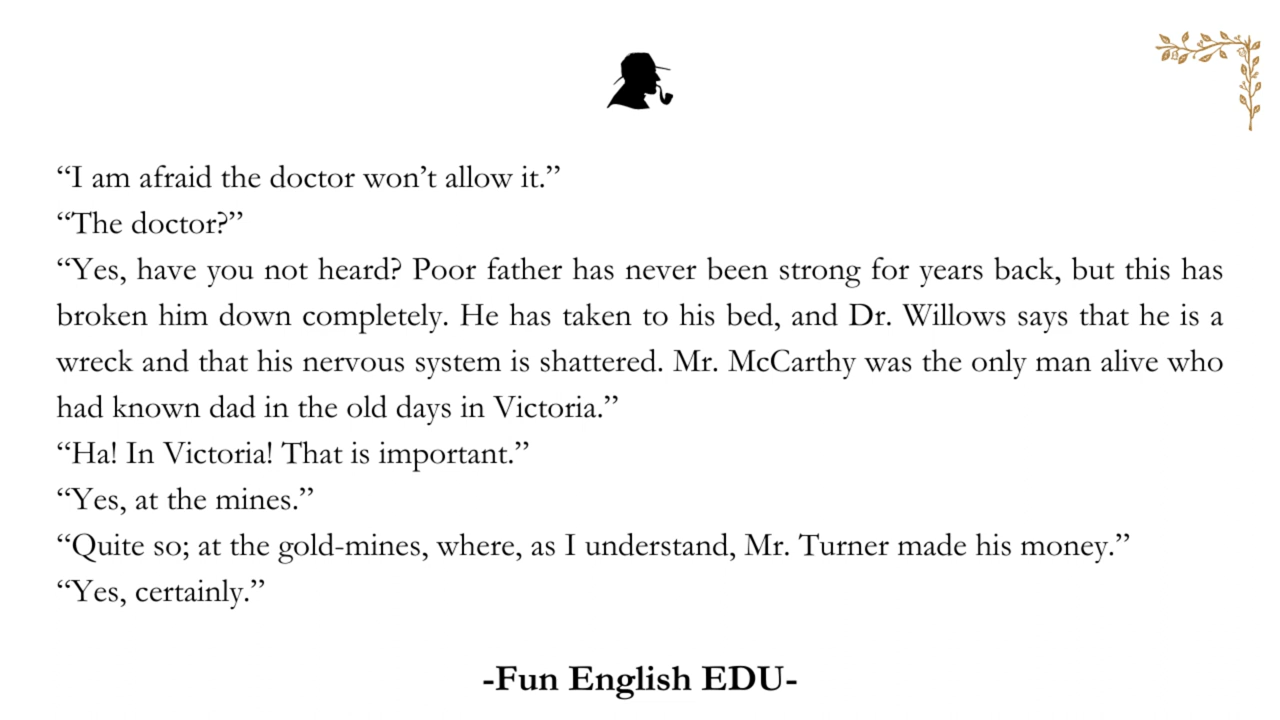 “I am afraid the doctor won’t allow it.”
“The doctor?”
“Yes, have you not heard? Poor father has never been strong for years back, but this has
broken him down completely. He has taken to his bed, and Dr. Willows says that he is a
wreck and that his nervous system is shattered. Mr. McCarthy was the only man alive who
had known dad in the old days in Victoria.”
“Ha! In Victoria! That is important.”
“Yes, at the mines.”
“Quite so; at the gold-mines, where, as I understand, Mr. Turner made his money.”
“Yes, certainly.”
-Fun English EDU-